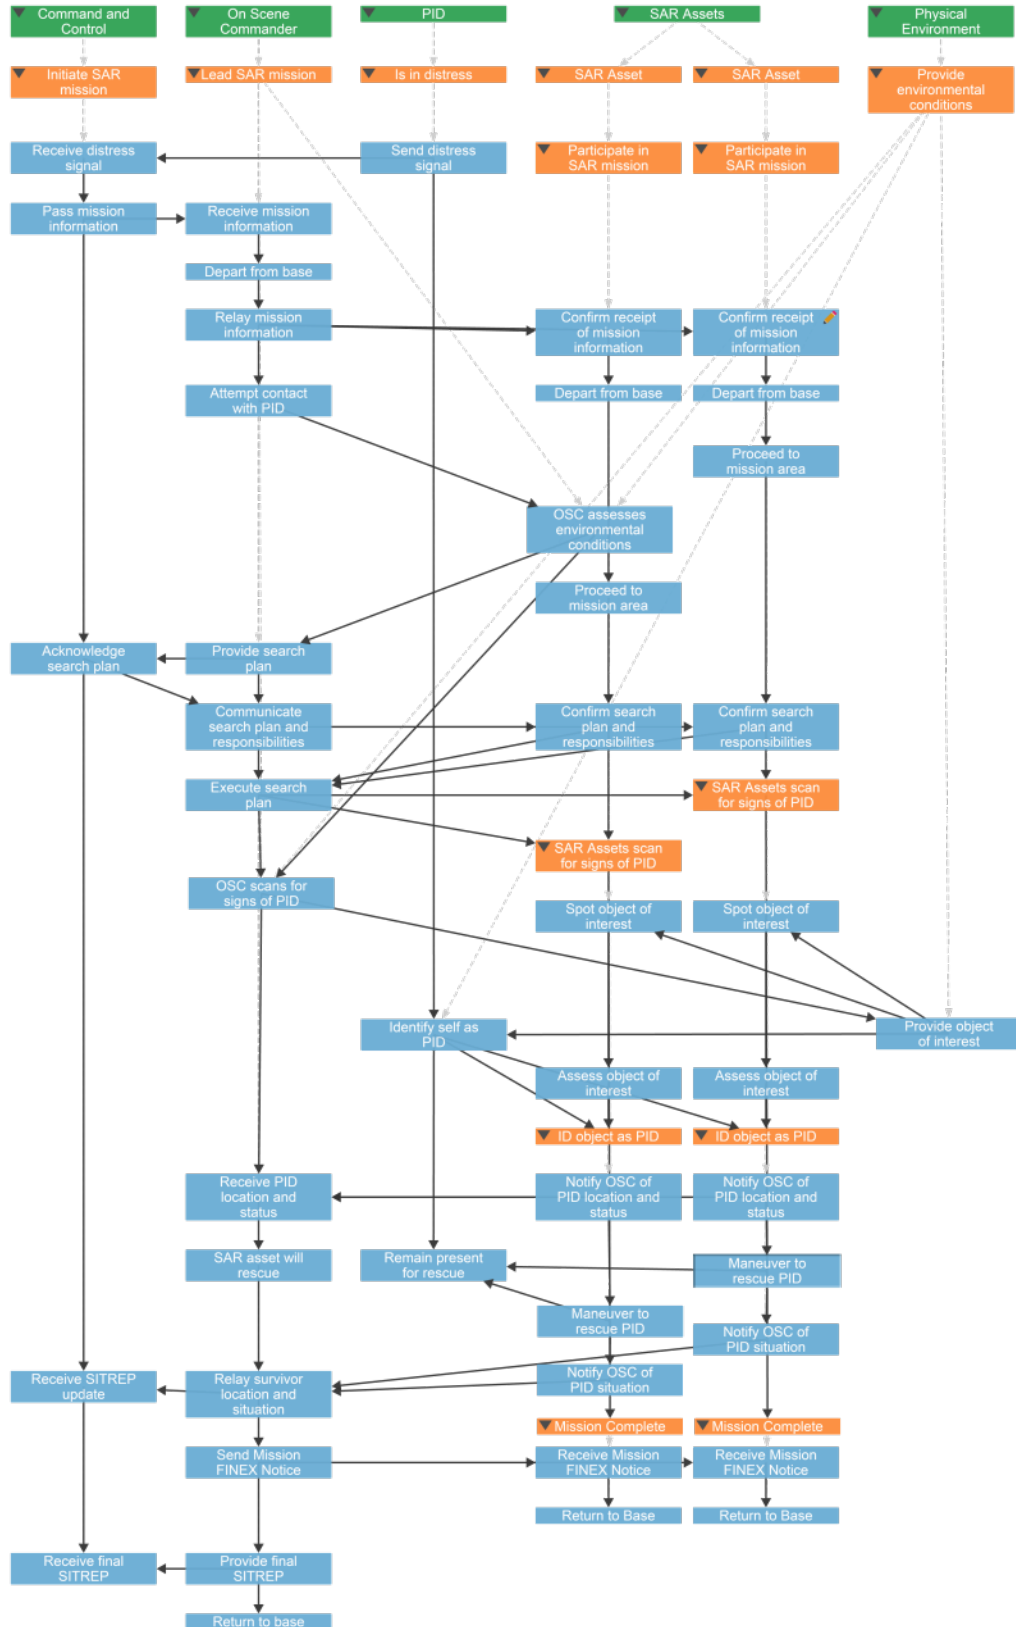 Command and
Control
On Scene
Commander
PID
SAR Assets
Physical
Environment
Initiate SAR
mission
Lead SAR mission
Is in distress
SAR Asset
SAR Asset
Provide
environmental
conditions
Receive distress
signal
Send distress
signal
Participate in
SAR mission
Participate in
SAR mission
Pass mission
information
Receive mission
information
Depart from base
Relay mission
information
Confirm receipt
of mission
information
Confirm receipt
of mission
information
Attempt contact
with PID
Depart from base
Depart from base
Proceed to
mission area
OSC assesses
environmental
conditions
Proceed to
mission area
Acknowledge
search plan
Provide search
plan
Communicate
search plan and
responsibilities
Confirm search
plan and
responsibilities
Confirm search
plan and
responsibilities
Execute search
plan
SAR Assets scan
for signs of PID
SAR Assets scan
for signs of PID
OSC scans for
signs of PID
Spot object of
interest
Spot object of
interest
Identify self as
PID
Provide object
of interest
Assess object of
interest
Assess object of
interest
ID object as PID
ID object as PID
Receive PID
location and
status
Notify OSC of
PID location and
status
Notify OSC of
PID location and
status
SAR asset will
rescue
Remain present
for rescue
Maneuver to
rescue PID
Maneuver to
rescue PID
Notify OSC of
PID situation
Receive SITREP
update
Relay survivor
location and
situation
Notify OSC of
PID situation
Mission Complete
Mission Complete
Send Mission
FINEX Notice
Receive Mission
FINEX Notice
Receive Mission
FINEX Notice
Return to Base
Return to Base
Receive final
SITREP
Provide final
SITREP
Return to base